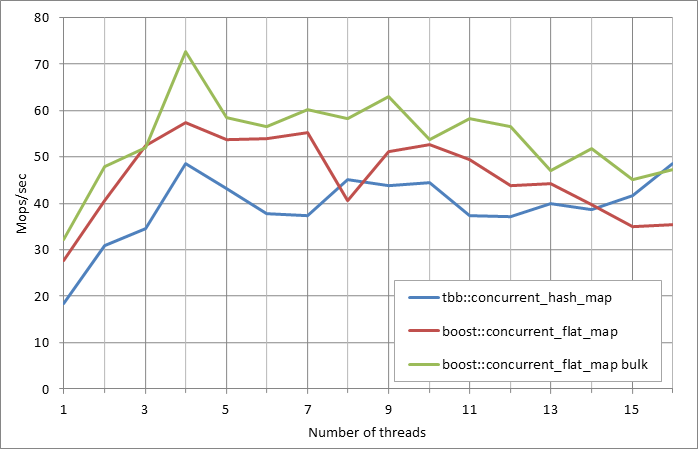 80
70
60
50
40
30
20
10
0
Mops/sec
tbb::concurrent_hash_map
boost::concurrent_flat_map
boost::concurrent_flat_map bulk
1 3 5 7 9 11 13 15
Number of threads